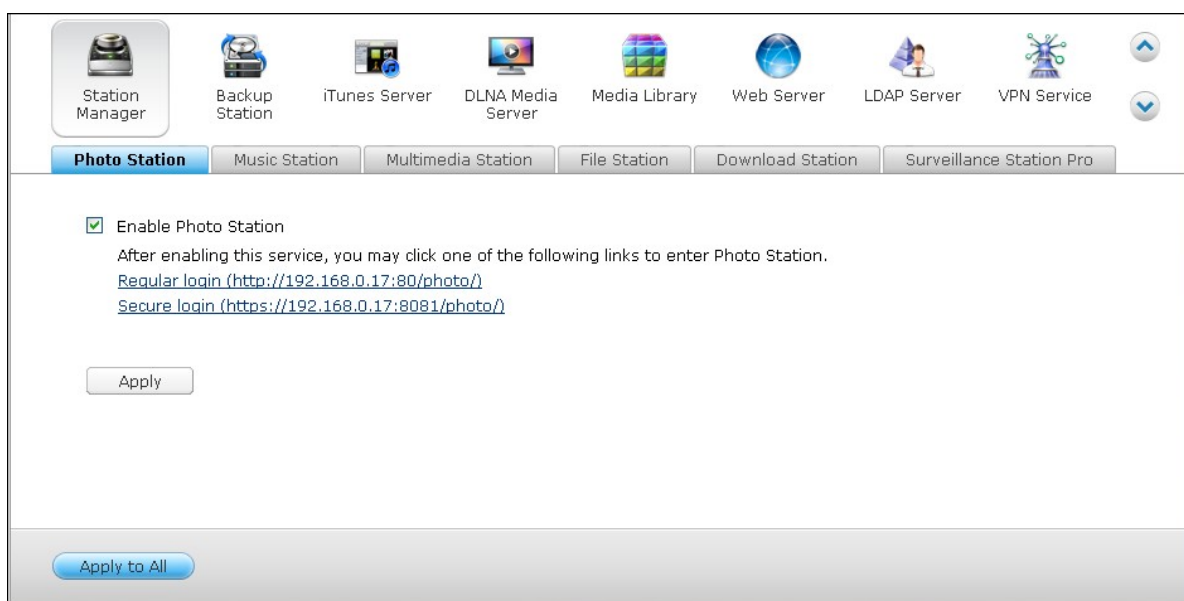 Station Manager
Backup Station
iTunes Server
DLNA Media Server
Media Library
Web Server
LDAP Server
VPN Service
Photo Station
Music Station
Multimedia Station
File Station
Download Station
Surveillance Station Pro
Enable Photo Station
After enabling this service, you may click one of the following links to enter Photo Station.
Regular login (http://192.168.0.17:80/photo/)
Secure login (https://192.168.0.17:8081/photo/)
Apply
Apply to All